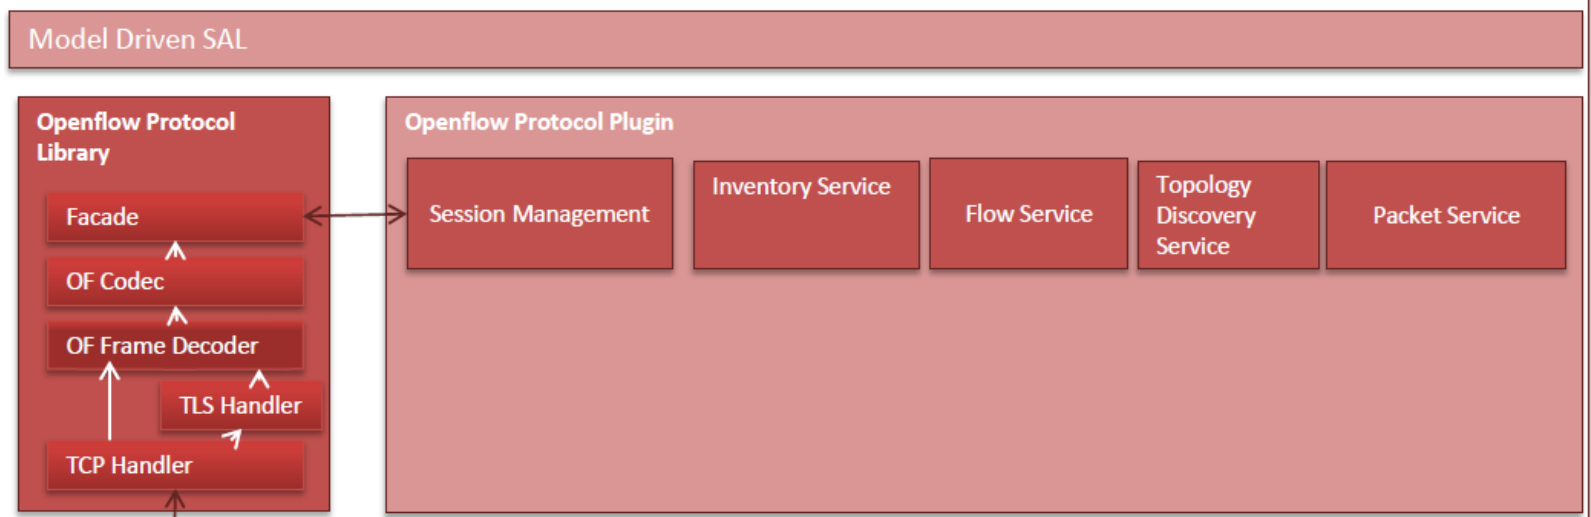 Model Driven SAL
Openflow Protocol
Library
Facade
OF Codec
OF Frame Decoder
TLS Handler
TCP Handler
Openflow Protocol Plugin
Session Management
Inventory Service
Flow Service
Topology
Discovery
Service
Packet Service